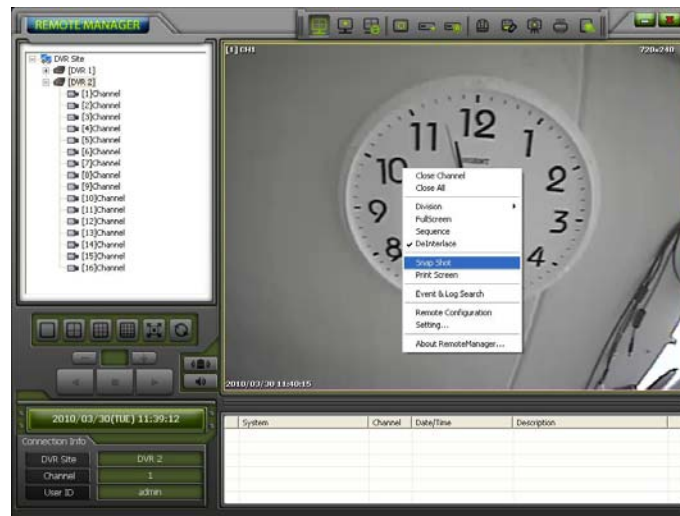 REMOTE MANAGER
DVR Site
[DVR 1]
[DVR 2]
[1]Channel
[2]Channel
[3]Channel
[4]Channel
[5]Channel
[6]Channel
[7]Channel
[8]Channel
[9]Channel
[10]Channel
[11]Channel
[12]Channel
[13]Channel
[14]Channel
[15]Channel
[16]Channel
2010/03/30(TUE) 11:39:12
Connection Info
DVR Site DVR 2
Channel 1
User ID admin
[1] CH1 720x240
11 12 1
10 2
9 3
8 4
Close Channel
Close All
Division
FullScreen
Sequence
DeInterlace
Snap Shot
Print Screen
Event & Log Search
Remote Configuration
Setting...
About RemoteManager...
2010/03/30 11:40:15
System Channel Date/Time Description